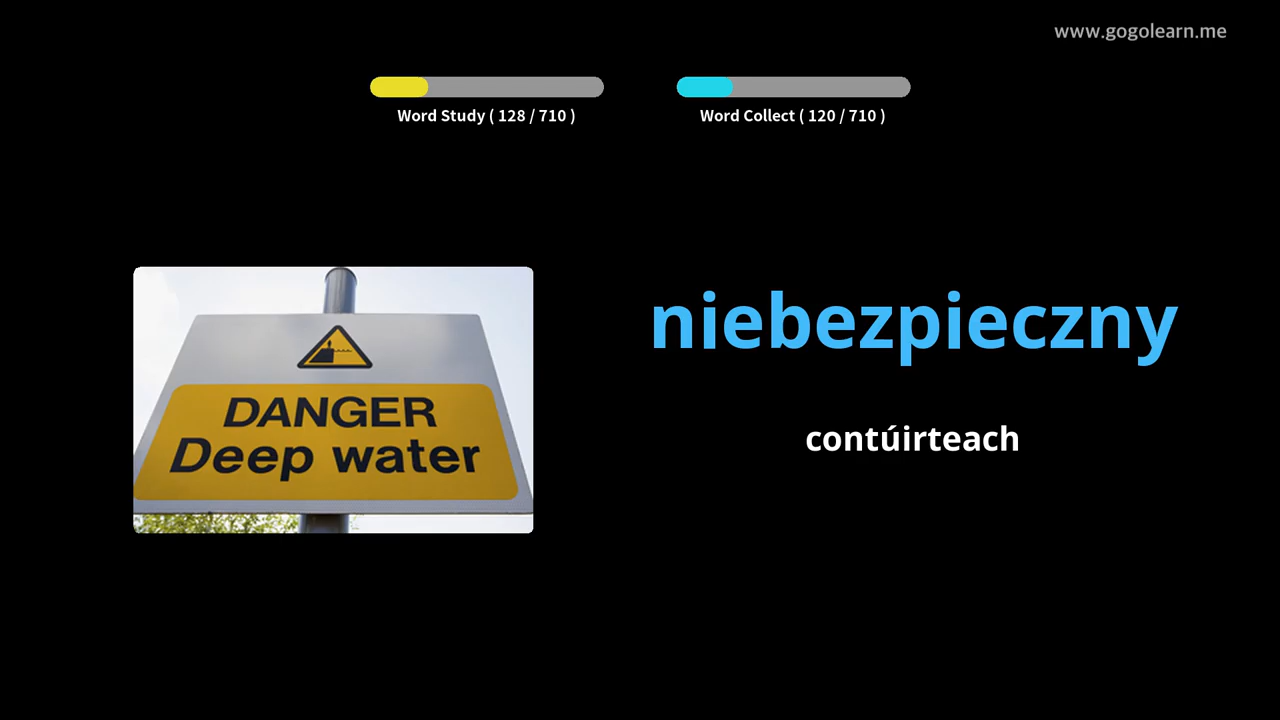 www.gogolearn.me
Word Study ( 128 / 710 )
Word Collect ( 120 / 710 )
DANGER
Deep water
niebezpieczny
contúirteach